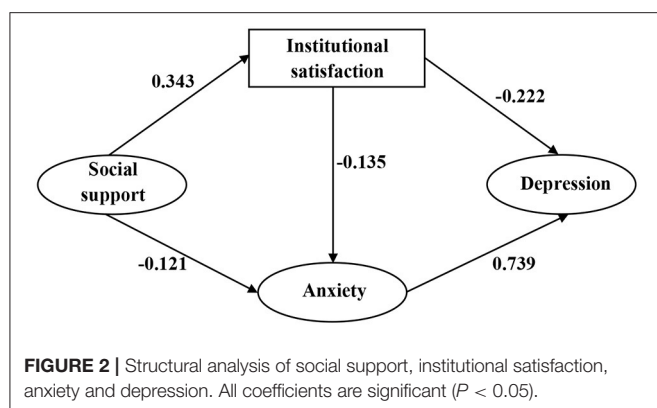 Institutional
satisfaction
0.343
-0.222
Social
support
-0.135
Depression
-0.121
0.739
Anxiety
FIGURE 2 | Structural analysis of social support, institutional satisfaction,
anxiety and depression. All coefficients are significant (P < 0.05).